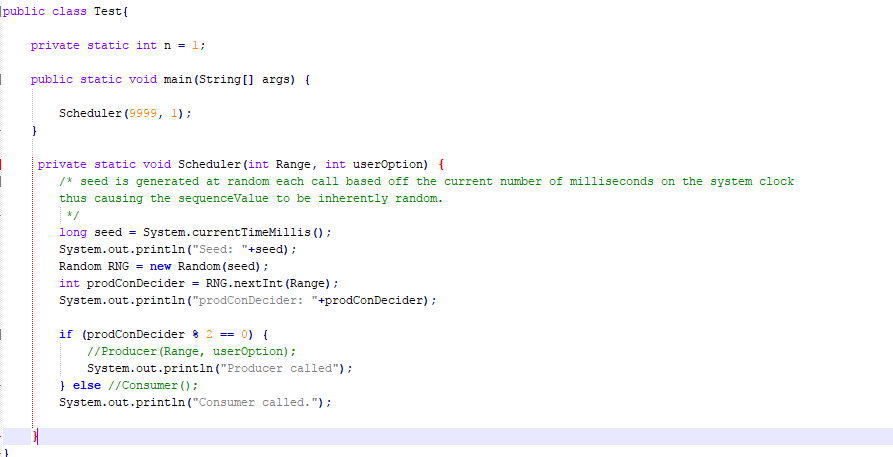 public class Test{
    private static int n = 1;
    public static void main(String[] args) {
        Scheduler(9999, 1);
    }
     private static void Scheduler(int Range, int userOption) {
        /* seed is generated at random each call based off the current number of milliseconds on the system clock
        thus causing the sequenceValue to be inherently random.
         */
        long seed = System.currentTimeMillis();
        System.out.println("Seed: "+seed);
        Random RNG = new Random(seed);
        int prodConDecider = RNG.nextInt(Range);
        System.out.println("prodConDecider: "+prodConDecider);
        if (prodConDecider % 2 == 0) {
            //Producer(Range, userOption);
            System.out.println("Producer called");
        } else //Consumer();
        System.out.println("Consumer called.");
    }
}